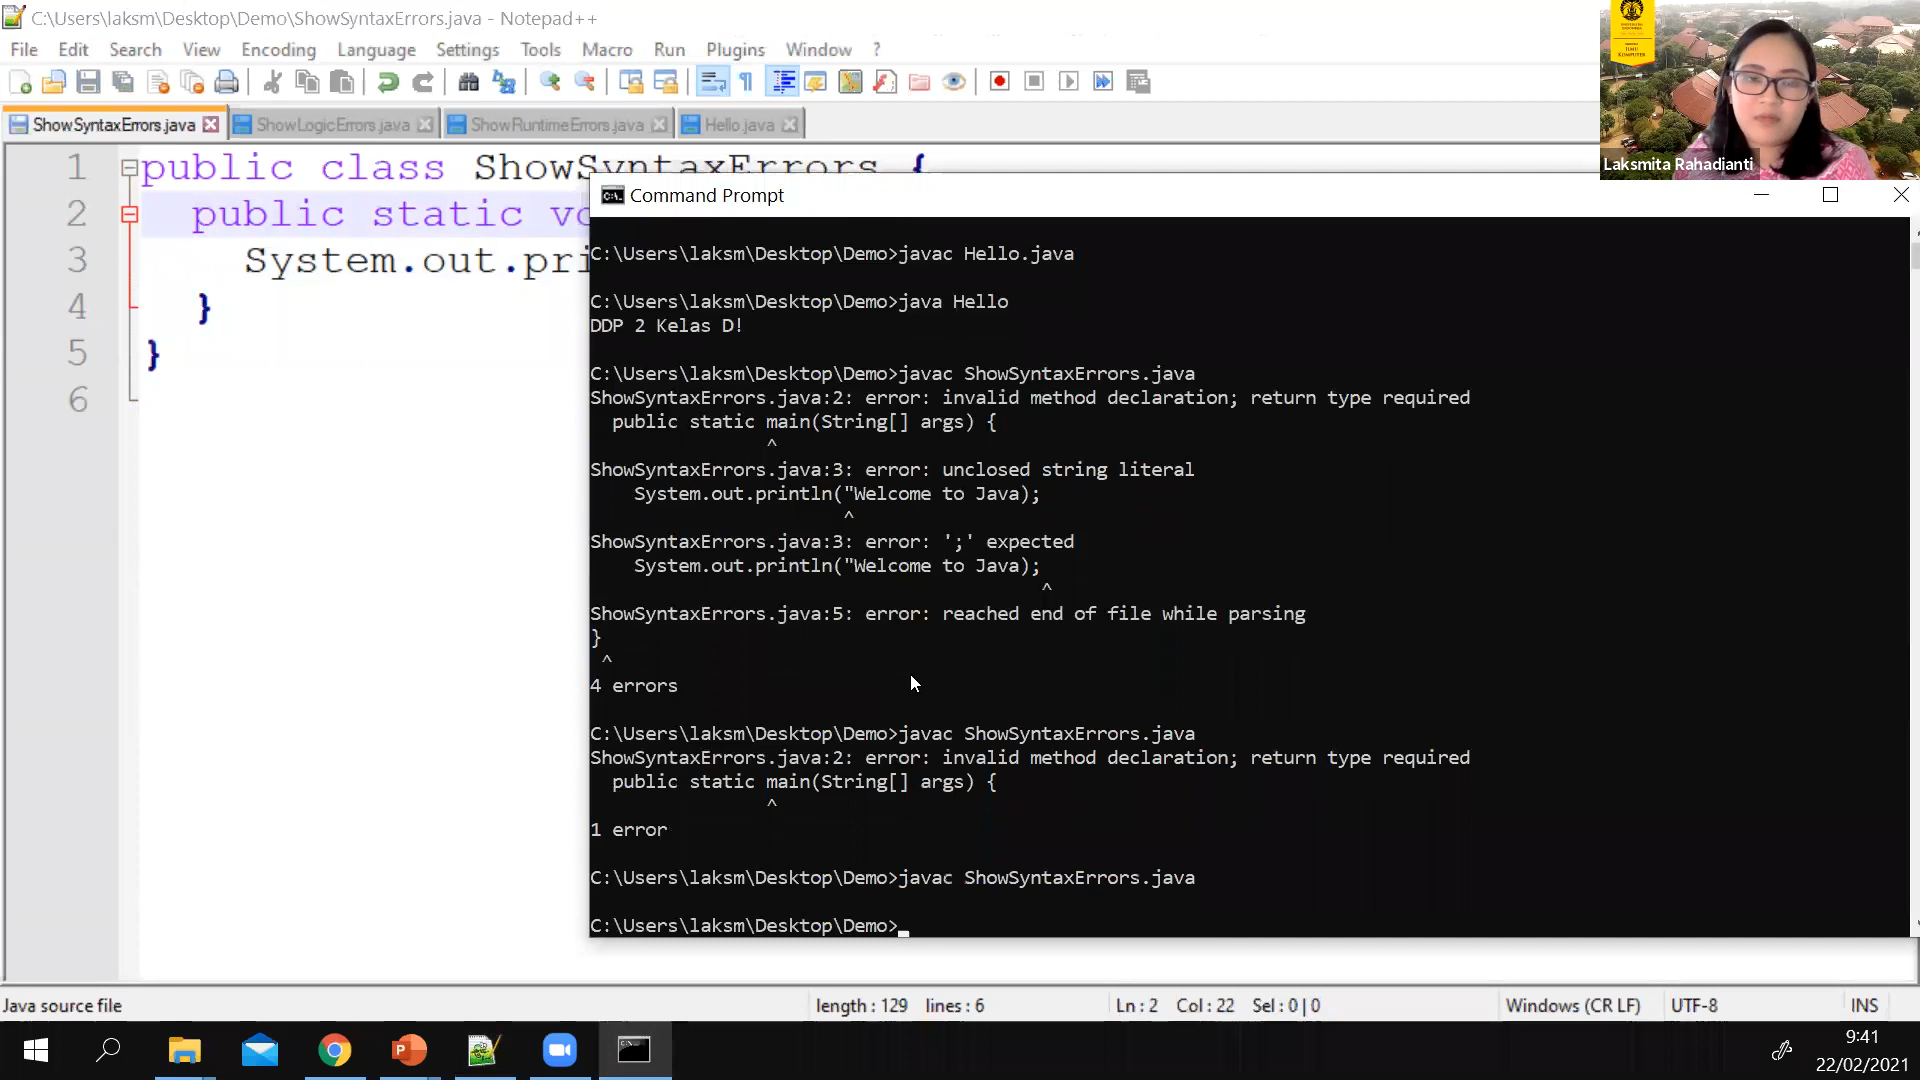 C:\Users\laksm\Desktop\Demo\ShowSyntaxErrors.java - Notepad++
File Edit Search View Encoding Language Settings Tools Macro Run Plugins Window ?
ShowSyntaxErrors.java ShowLogicErrors.java ShowRuntimeErrors.java Hello.java
1 public class ShowSyntaxErrors {
2 public static vo
3 System.out.pri
4 }
5 }
6
Laksmita Rahadianti
Command Prompt
C:\Users\laksm\Desktop\Demo>javac Hello.java
C:\Users\laksm\Desktop\Demo>java Hello
DDP 2 Kelas D!
C:\Users\laksm\Desktop\Demo>javac ShowSyntaxErrors.java
ShowSyntaxErrors.java:2: error: invalid method declaration; return type required
public static main(String[] args) {
^
ShowSyntaxErrors.java:3: error: unclosed string literal
System.out.println("Welcome to Java);
^
ShowSyntaxErrors.java:3: error: ';' expected
System.out.println("Welcome to Java);
^
ShowSyntaxErrors.java:5: error: reached end of file while parsing
}
^
4 errors
C:\Users\laksm\Desktop\Demo>javac ShowSyntaxErrors.java
ShowSyntaxErrors.java:2: error: invalid method declaration; return type required
public static main(String[] args) {
^
1 error
C:\Users\laksm\Desktop\Demo>javac ShowSyntaxErrors.java
C:\Users\laksm\Desktop\Demo>
Java source file length : 129 lines : 6 Ln : 2 Col : 22 Sel : 0 | 0 Windows (CR LF) UTF-8 INS
9:41
22/02/2021